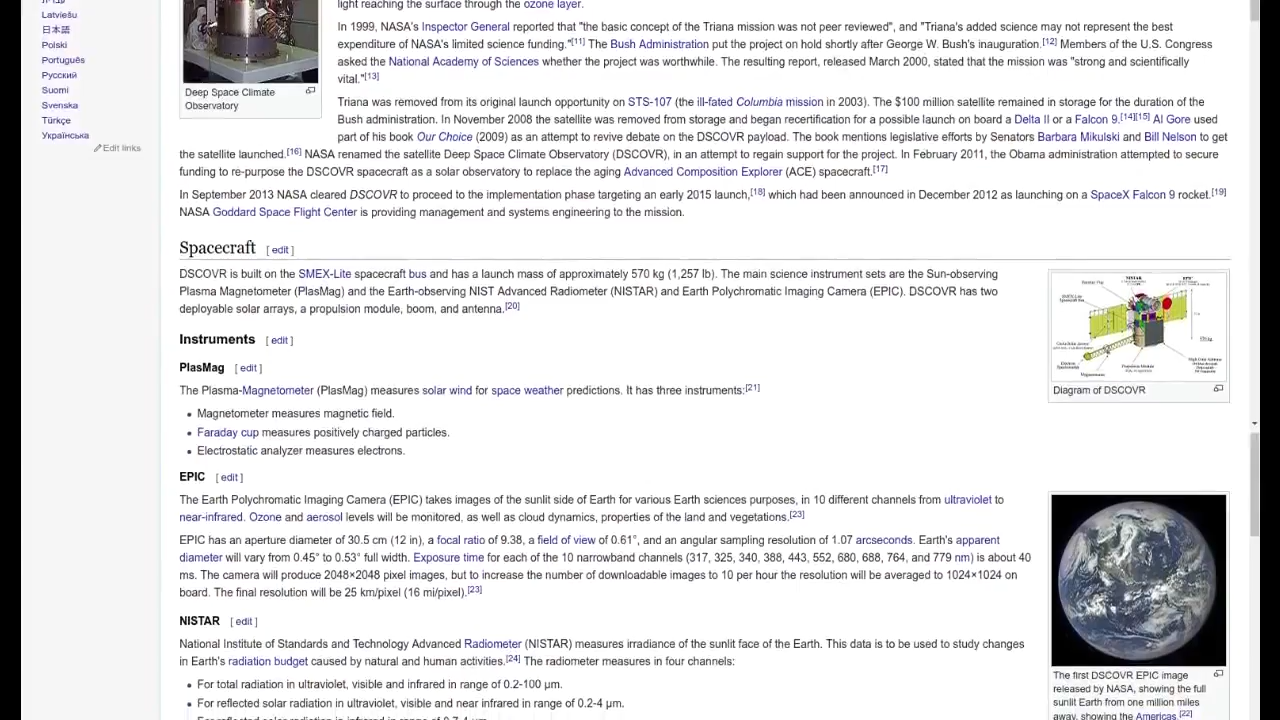 עברית
Latviešu
日本語
Polski
Português
Русский
Suomi
Svenska
Türkçe
Українська
Edit links
Deep Space Climate
Observatory
light reaching the surface through the ozone layer.
In 1999, NASA's Inspector General reported that "the basic concept of the Triana mission was not peer reviewed", and "Triana's added science may not represent the best
expenditure of NASA's limited science funding."[11] The Bush Administration put the project on hold shortly after George W. Bush's inauguration.[12] Members of the U.S. Congress
asked the National Academy of Sciences whether the project was worthwhile. The resulting report, released March 2000, stated that the mission was "strong and scientifically
vital."[13]
Triana was removed from its original launch opportunity on STS-107 (the ill-fated Columbia mission in 2003). The $100 million satellite remained in storage for the duration of the
Bush administration. In November 2008 the satellite was removed from storage and began recertification for a possible launch on board a Delta II or a Falcon 9.[14][15] Al Gore used
part of his book Our Choice (2009) as an attempt to revive debate on the DSCOVR payload. The book mentions legislative efforts by Senators Barbara Mikulski and Bill Nelson to get
the satellite launched.[16] NASA renamed the satellite Deep Space Climate Observatory (DSCOVR), in an attempt to regain support for the project. In February 2011, the Obama administration attempted to secure
funding to re-purpose the DSCOVR spacecraft as a solar observatory to replace the aging Advanced Composition Explorer (ACE) spacecraft.[17]
In September 2013 NASA cleared DSCOVR to proceed to the implementation phase targeting an early 2015 launch,[18] which had been announced in December 2012 as launching on a SpaceX Falcon 9 rocket.[19]
NASA Goddard Space Flight Center is providing management and systems engineering to the mission.
Spacecraft [ edit ]
DSCOVR is built on the SMEX-Lite spacecraft bus and has a launch mass of approximately 570 kg (1,257 lb). The main science instrument sets are the Sun-observing
Plasma Magnetometer (PlasMag) and the Earth-observing NIST Advanced Radiometer (NISTAR) and Earth Polychromatic Imaging Camera (EPIC). DSCOVR has two
deployable solar arrays, a propulsion module, boom, and antenna.[20]
NISTAR EPIC
Diagram of DSCOVR
Instruments [ edit ]
PlasMag [ edit ]
The Plasma-Magnetometer (PlasMag) measures solar wind for space weather predictions. It has three instruments:[21]
Magnetometer measures magnetic field.
Faraday cup measures positively charged particles.
Electrostatic analyzer measures electrons.
EPIC [ edit ]
The Earth Polychromatic Imaging Camera (EPIC) takes images of the sunlit side of Earth for various Earth sciences purposes, in 10 different channels from ultraviolet to
near-infrared. Ozone and aerosol levels will be monitored, as well as cloud dynamics, properties of the land and vegetations.[23]
EPIC has an aperture diameter of 30.5 cm (12 in), a focal ratio of 9.38, a field of view of 0.61°, and an angular sampling resolution of 1.07 arcseconds. Earth's apparent
diameter will vary from 0.45° to 0.53° full width. Exposure time for each of the 10 narrowband channels (317, 325, 340, 388, 443, 552, 680, 688, 764, and 779 nm) is about 40
ms. The camera will produce 2048×2048 pixel images, but to increase the number of downloadable images to 10 per hour the resolution will be averaged to 1024×1024 on
board. The final resolution will be 25 km/pixel (16 mi/pixel).[23]
NISTAR [ edit ]
National Institute of Standards and Technology Advanced Radiometer (NISTAR) measures irradiance of the sunlit face of the Earth. This data is to be used to study changes
in Earth's radiation budget caused by natural and human activities.[24] The radiometer measures in four channels:
For total radiation in ultraviolet, visible and infrared in range of 0.2-100 µm.
For reflected solar radiation in ultraviolet, visible and near infrared in range of 0.2-4 µm.
For reflected solar radiation in infrared in range of 0.7-4 µm.
The first DSCOVR EPIC image
released by NASA, showing the full
sunlit Earth from one million miles
away, showing the Americas.[22]